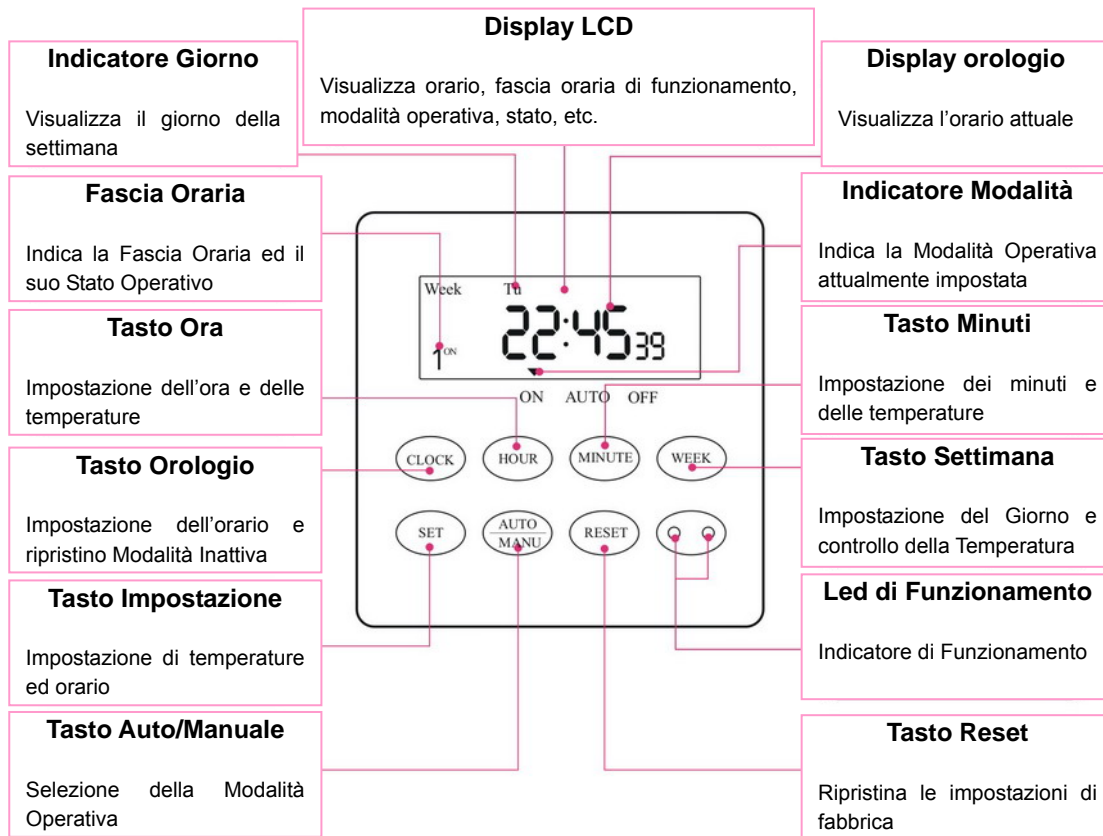 Display LCD
Visualizza orario, fascia oraria di funzionamento,
modalità operativa, stato, etc.
Indicatore Giorno
Visualizza il giorno della
settimana
Display orologio
Visualizza l'orario attuale
Fascia Oraria
Indica la Fascia Oraria ed il
suo Stato Operativo
Indicatore Modalità
Indica la Modalità Operativa
attualmente impostata
Tasto Ora
Impostazione dell'ora e delle
temperature
Tasto Minuti
Impostazione dei minuti e
delle temperature
Tasto Orologio
Impostazione dell'orario e
ripristino Modalità Inattiva
Tasto Settimana
Impostazione del Giorno e
controllo della Temperatura
Tasto Impostazione
Impostazione di temperature
ed orario
Led di Funzionamento
Indicatore di Funzionamento
Tasto Auto/Manuale
Selezione della Modalità
Operativa
Tasto Reset
Ripristina le impostazioni di
fabbrica
Week Tu
22:45 39
1 ON
ON AUTO OFF
CLOCK HOUR MINUTE WEEK
SET AUTO RESET
MANU